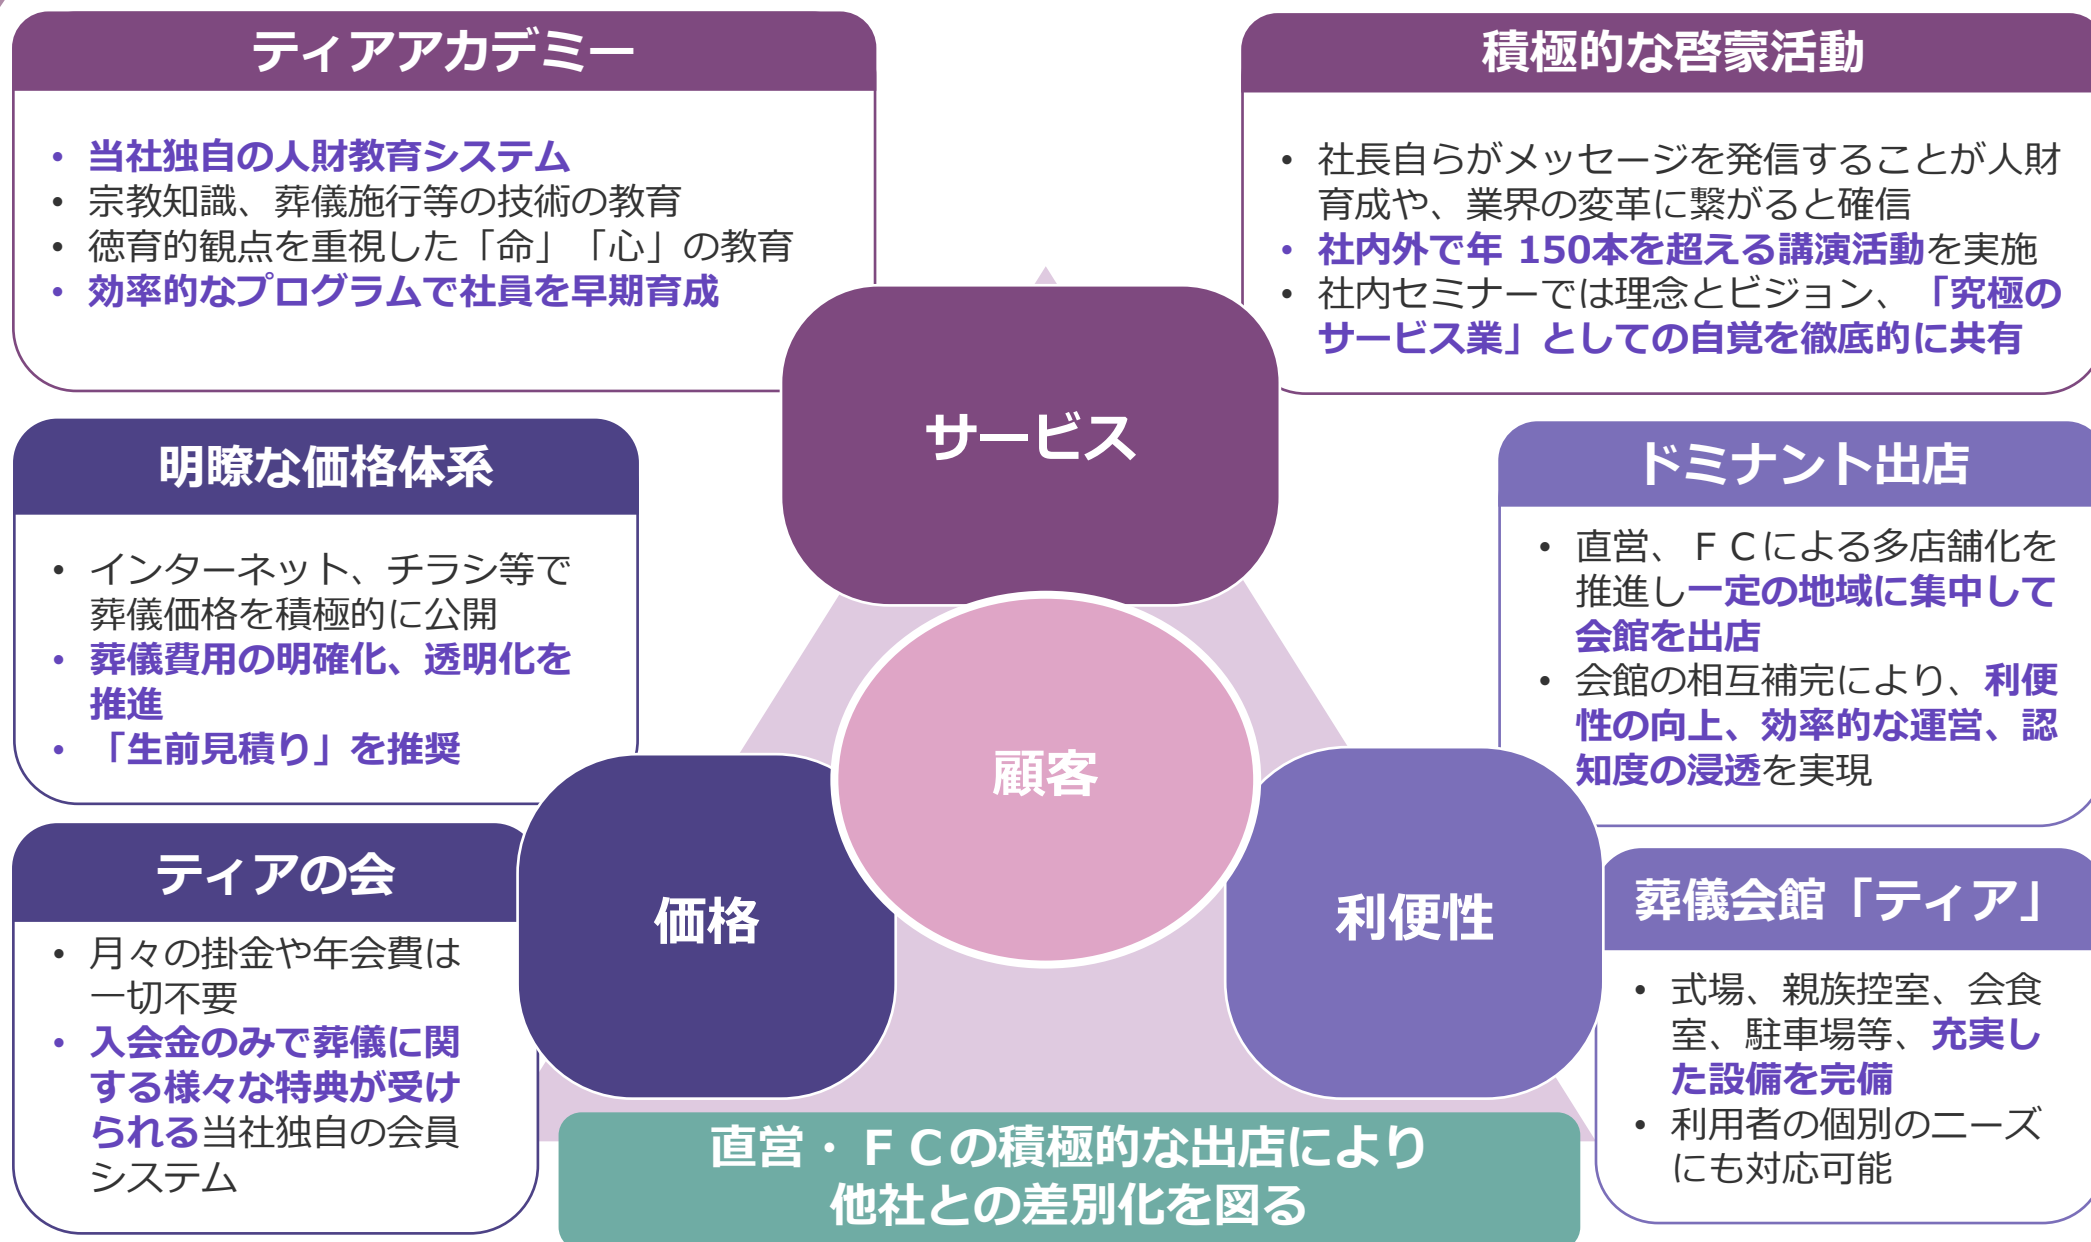 ティアアカデミー
• 当社独自の人財教育システム
• 宗教知識、葬儀施行等の技術の教育
• 徳育的観点を重視した「命」「心」の教育
• 効率的なプログラムで社員を早期育成
積極的な啓蒙活動
• 社長自らがメッセージを発信することが人財
育成や、業界の変革に繋がると確信
• 社内外で年 150本を超える講演活動を実施
• 社内セミナーでは理念とビジョン、「究極の
サービス業」としての自覚を徹底的に共有
サービス
明瞭な価格体系
• インターネット、チラシ等で
葬儀価格を積極的に公開
• 葬儀費用の明確化、透明化を
推進
• 「生前見積り」を推奨
ドミナント出店
• 直営、ＦＣによる多店舗化を
推進し一定の地域に集中して
会館を出店
• 会館の相互補完により、利便
性の向上、効率的な運営、認
知度の浸透を実現
顧客
ティアの会
• 月々の掛金や年会費は
一切不要
• 入会金のみで葬儀に関
する様々な特典が受け
られる当社独自の会員
システム
価格
利便性
葬儀会館「ティア」
• 式場、親族控室、会食
室、駐車場等、充実し
た設備を完備
• 利用者の個別のニーズ
にも対応可能
直営・ＦＣの積極的な出店により
他社との差別化を図る